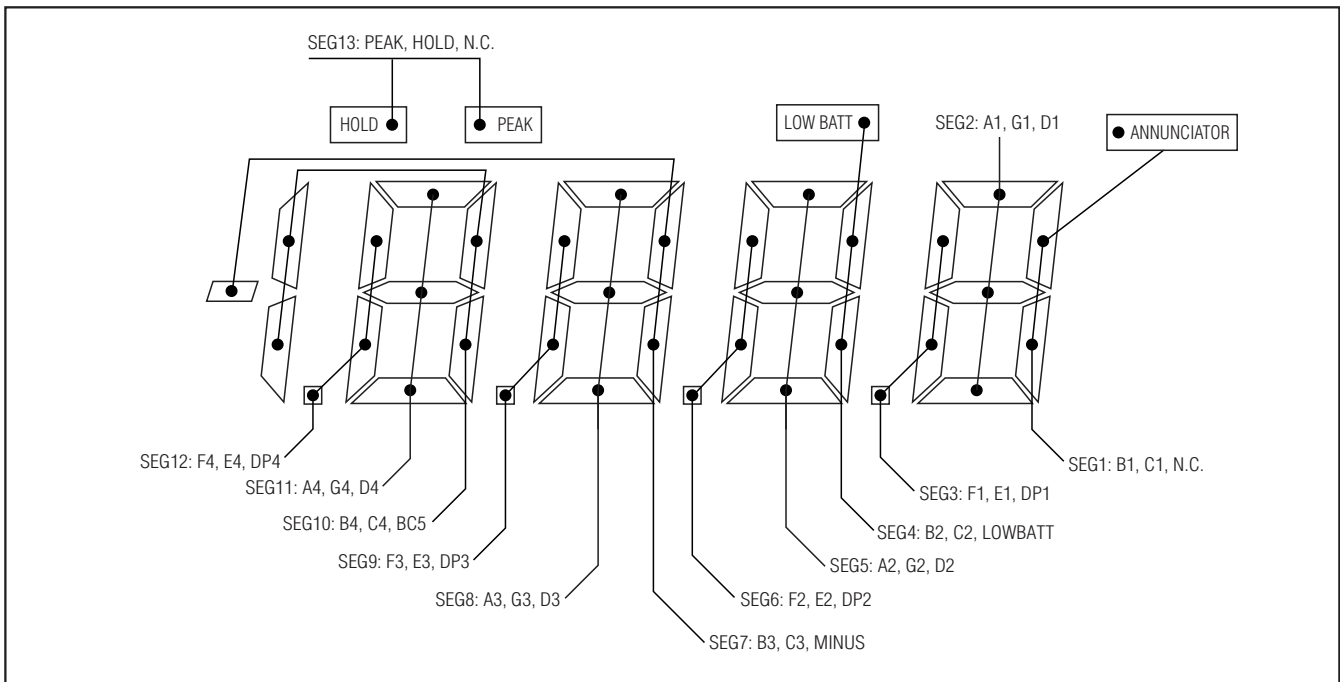 SEG13: PEAK, HOLD, N.C.
HOLD
PEAK
LOW BATT
SEG2: A1, G1, D1
ANNUNCIATOR
SEG12: F4, E4, DP4
SEG11: A4, G4, D4
SEG10: B4, C4, BC5
SEG9: F3, E3, DP3
SEG8: A3, G3, D3
SEG7: B3, C3, MINUS
SEG6: F2, E2, DP2
SEG5: A2, G2, D2
SEG4: B2, C2, LOWBATT
SEG3: F1, E1, DP1
SEG1: B1, C1, N.C.